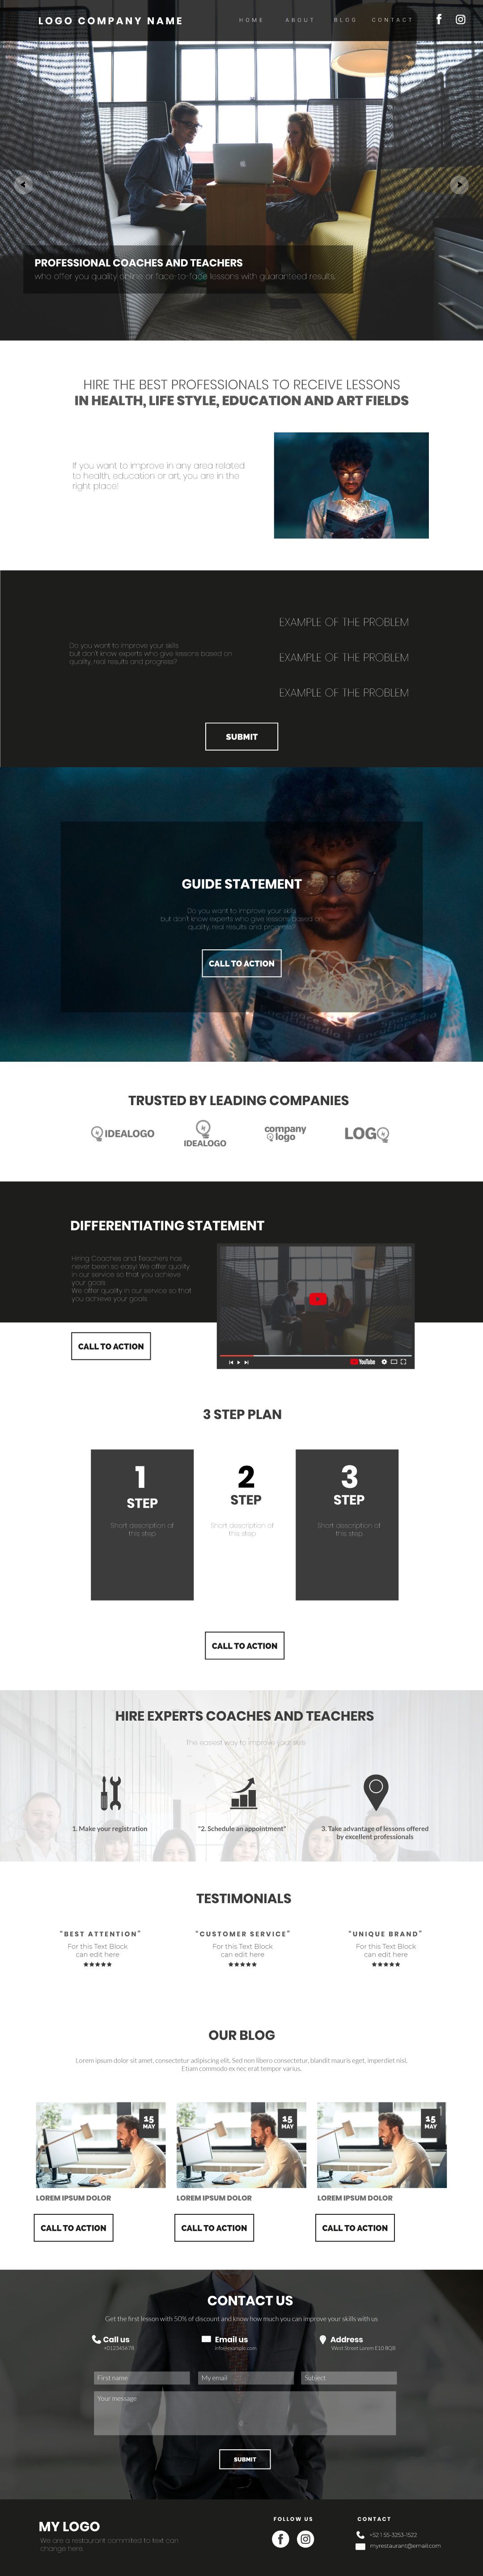 LOGO COMPANY NAME
HOME ABOUT BLOG CONTACT
PROFESSIONAL COACHES AND TEACHERS
who offer you quality online or face-to-face lessons with guaranteed results.
HIRE THE BEST PROFESSIONALS TO RECEIVE LESSONS
IN HEALTH, LIFE STYLE, EDUCATION AND ART FIELDS
If you want to improve in any area related
to health, education or art, you are in the
right place!
Do you want to improve your skills
but don't know experts who give lessons based on
quality, real results and progress?
EXAMPLE OF THE PROBLEM
EXAMPLE OF THE PROBLEM
EXAMPLE OF THE PROBLEM
SUBMIT
GUIDE STATEMENT
Do you want to improve your skills
but don't know experts who give lessons based on
quality, real results and progress?
CALL TO ACTION
TRUSTED BY LEADING COMPANIES
IDEALOGO
IDEALOGO
company
logo
LOGO
DIFFERENTIATING STATEMENT
Hiring Coaches and Teachers has
never been so easy! We offer quality
in our service so that you achieve
your goals
We offer quality in our service so that
you achieve your goals
YouTube
CALL TO ACTION
3 STEP PLAN
1
STEP
Short description of
this step
2
STEP
Short description of
this step
3
STEP
Short description of
this step
CALL TO ACTION
HIRE EXPERTS COACHES AND TEACHERS
The easiest way to improve your skills
1. Make your registration
"2. Schedule an appointment"
3. Take advantage of lessons offered
by excellent professionals
TESTIMONIALS
"BEST ATTENTION"
For this Text Block
can edit here
"CUSTOMER SERVICE"
For this Text Block
can edit here
"UNIQUE BRAND"
For this Text Block
can edit here
OUR BLOG
Lorem ipsum dolor sit amet, consectetur adipiscing elit. Sed non libero consectetur, blandit mauris eget, imperdiet nisl.
Etiam commodo ex nec erat tempor varius.
15
MAY
LOREM IPSUM DOLOR
CALL TO ACTION
15
MAY
LOREM IPSUM DOLOR
CALL TO ACTION
15
MAY
LOREM IPSUM DOLOR
CALL TO ACTION
CONTACT US
Get the first lesson with 50% of discount and know how much you can improve your skills with us
Call us
+012345678
Email us
info@example.com
Address
West Street Lorem E10 8QB
First name
My email
Subject
Your message
SUBMIT
MY LOGO
We are a restaurant commited to text can
change here.
FOLLOW US
CONTACT
+52 1 55-3253-1522
myrestaurant@email.com